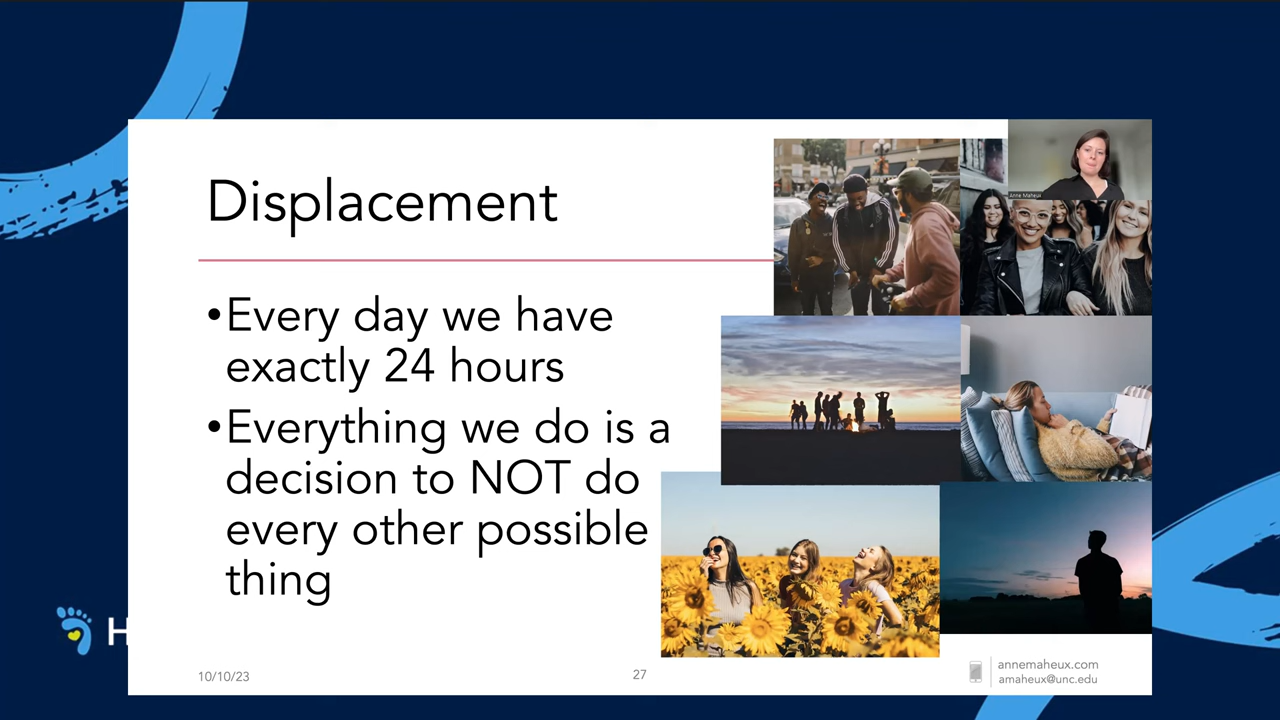 Anne Maheux
Displacement
•Every day we have
exactly 24 hours
•Everything we do is a
decision to NOT do
every other possible
thing
H
10/10/23
27
annemaheux.com
amaheux@unc.edu